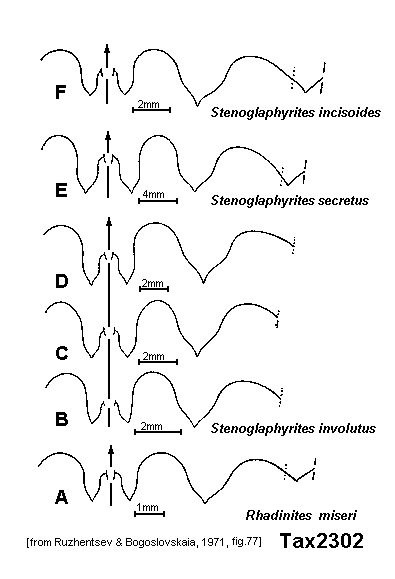 F
2mm
Stenoglaphyrites incisoides
E
4mm
Stenoglaphyrites secretus
D
2mm
C
2mm
B
2mm
Stenoglaphyrites involutus
A
1mm
Rhadinites miseri
[from Ruzhentsev & Bogoslovskaia, 1971, fig.77] Tax2302